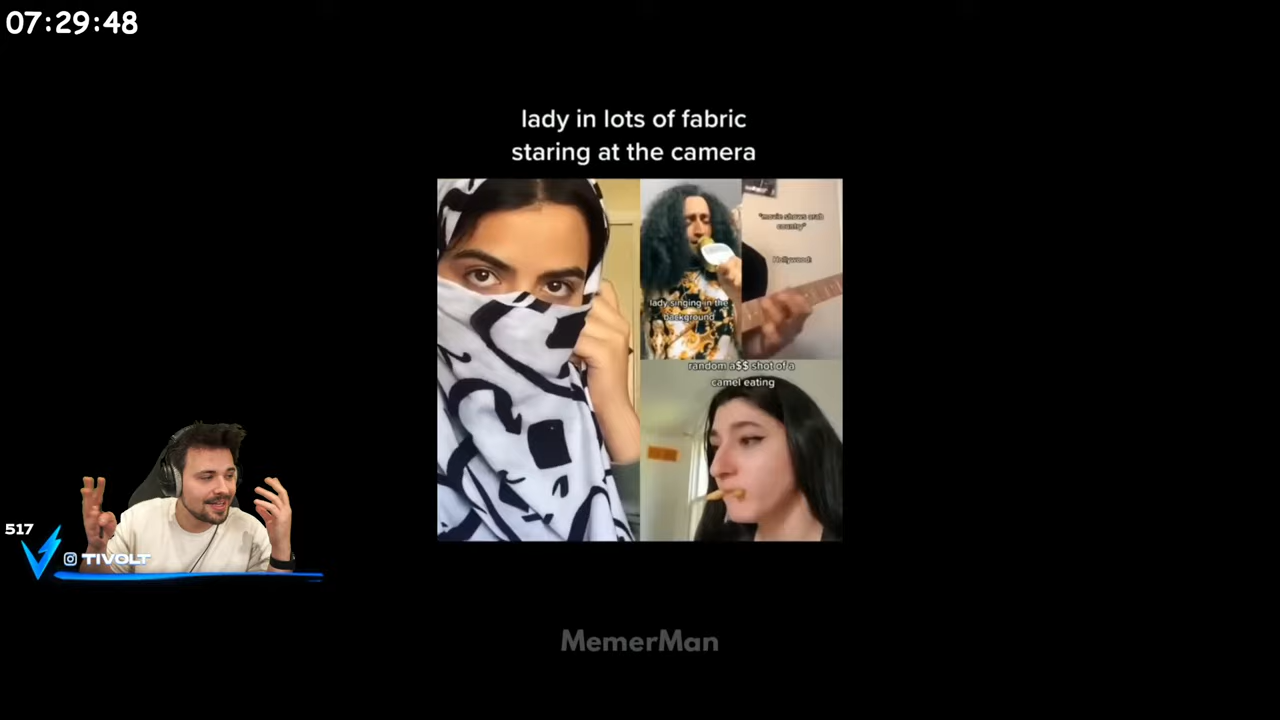 07:29:48
lady in lots of fabric
staring at the camera
*movie shows arab
country*
Hollywood:
lady singing in the
background
random a$$ shot of a
camel eating
517
TIVOLT
MemerMan